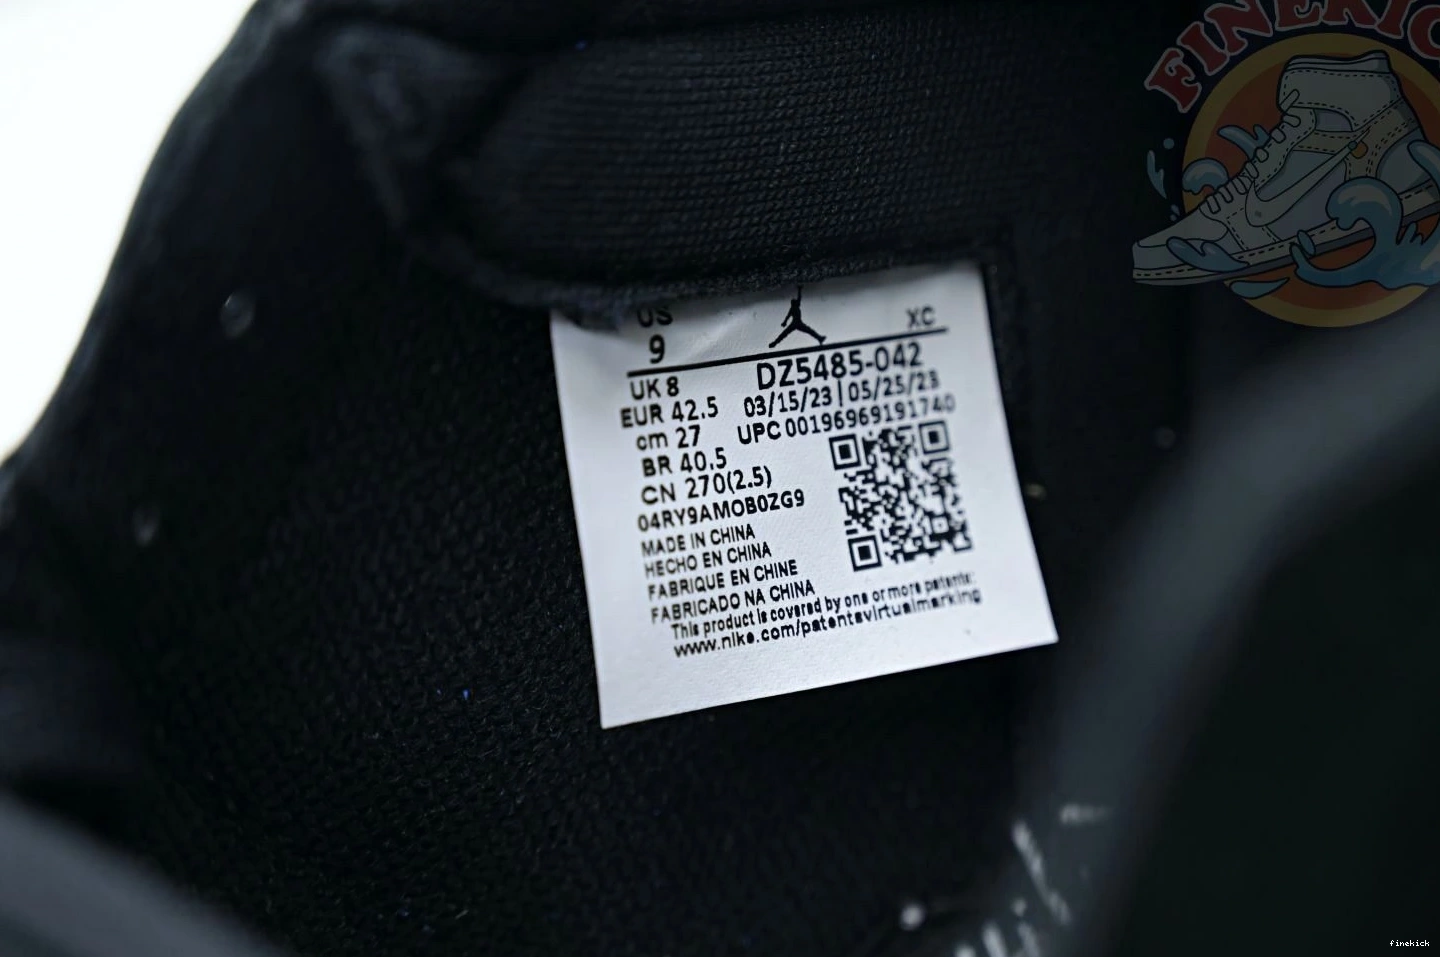 FINEKICK
US XC
9
UK 8 DZ5485-042
EUR 42.5 03/15/23 | 05/25/23
cm 27 UPC 00196969191740
BR 40.5
CN 270(2.5)
04RY9AMOB0ZG9
MADE IN CHINA
HECHO EN CHINA
FABRIQUE EN CHINE
FABRICADO NA CHINA
This product is covered by one or more patents:
www.nike.com/patentsvirtualmarking
finekick